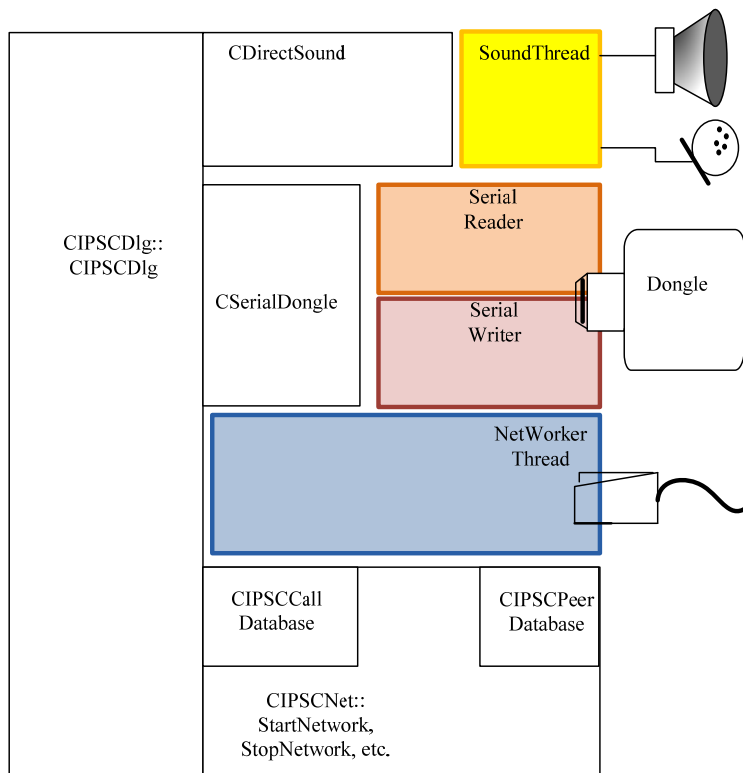 CDirectSound
SoundThread
CIPSCDlg::
CIPSCDlg
Serial
Reader
CSerialDongle
Dongle
Serial
Writer
NetWorker
Thread
CIPSCCall
Database
CIPSCPeer
Database
CIPSCNet::
StartNetwork,
StopNetwork, etc.